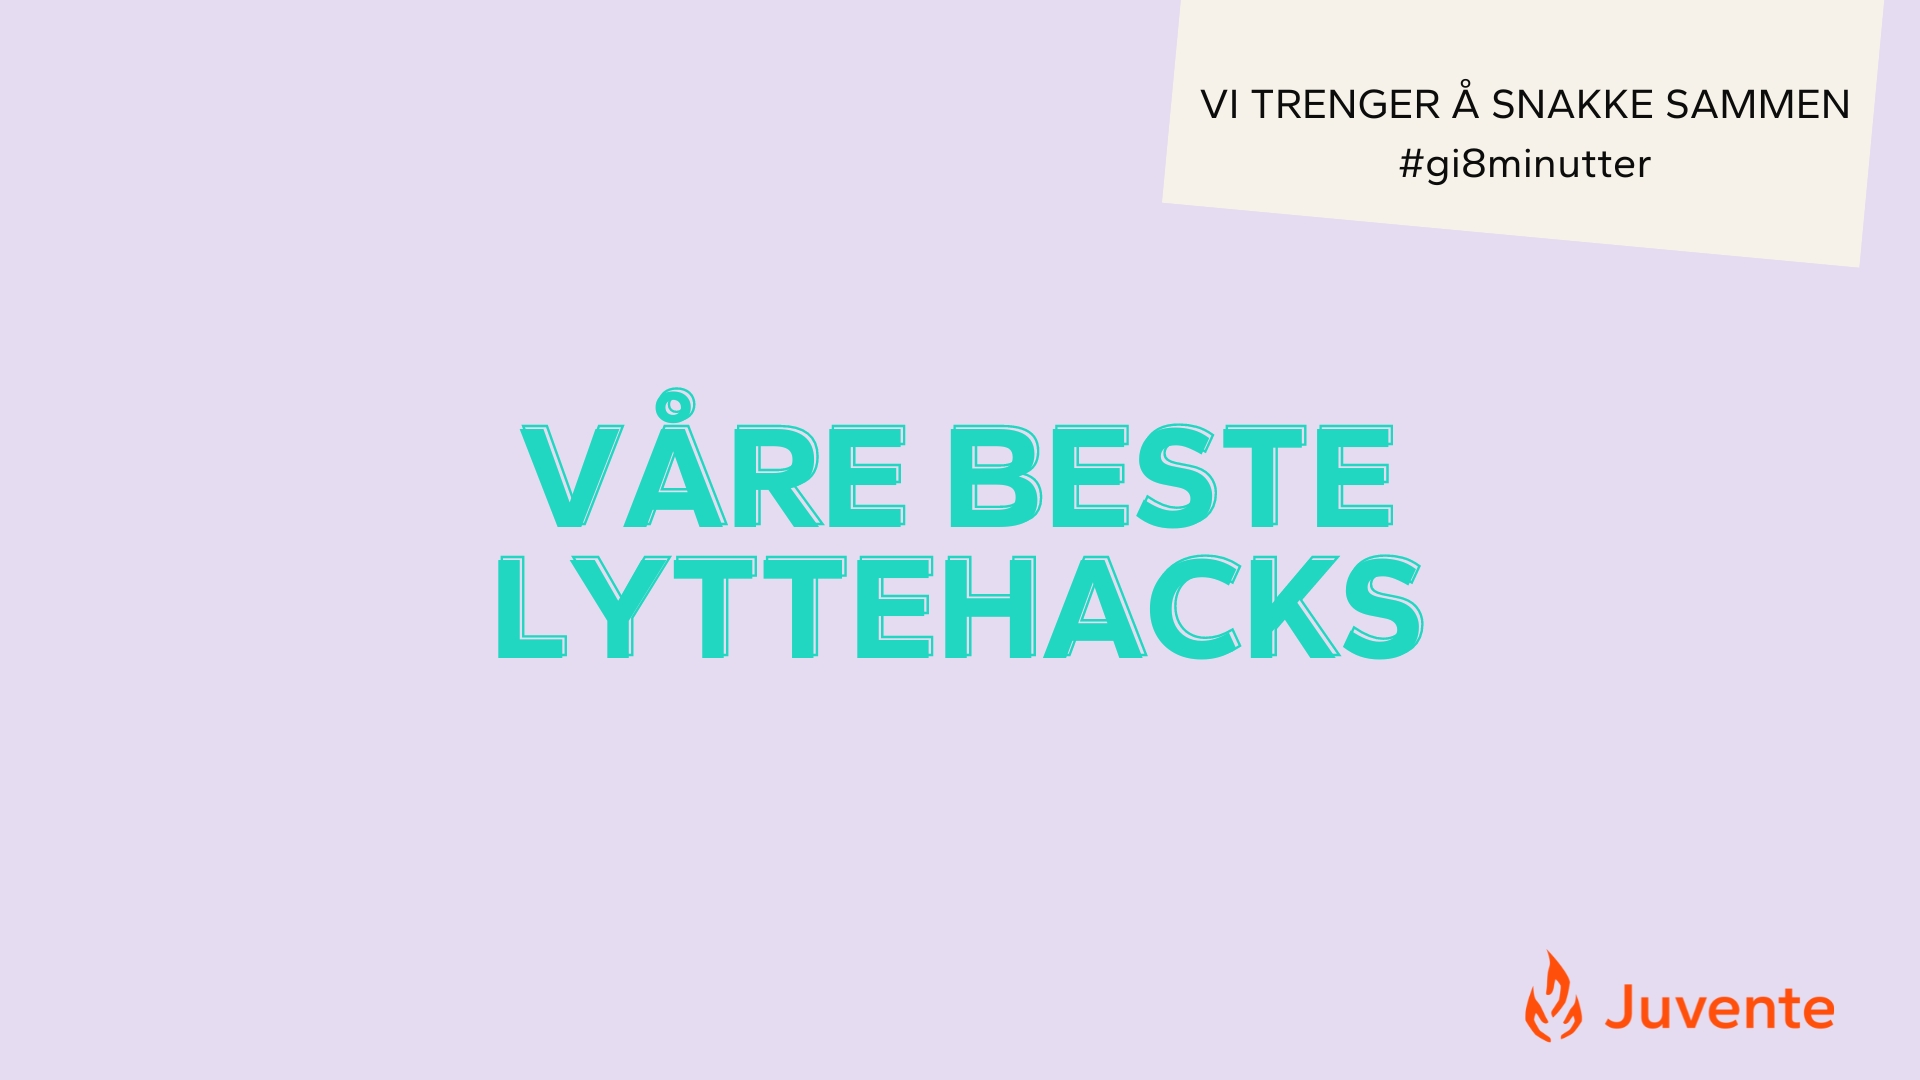 VI TRENGER Å SNAKKE SAMMEN
#gi8minutter
VÅRE BESTE
LYTTEHACKS
Juvente